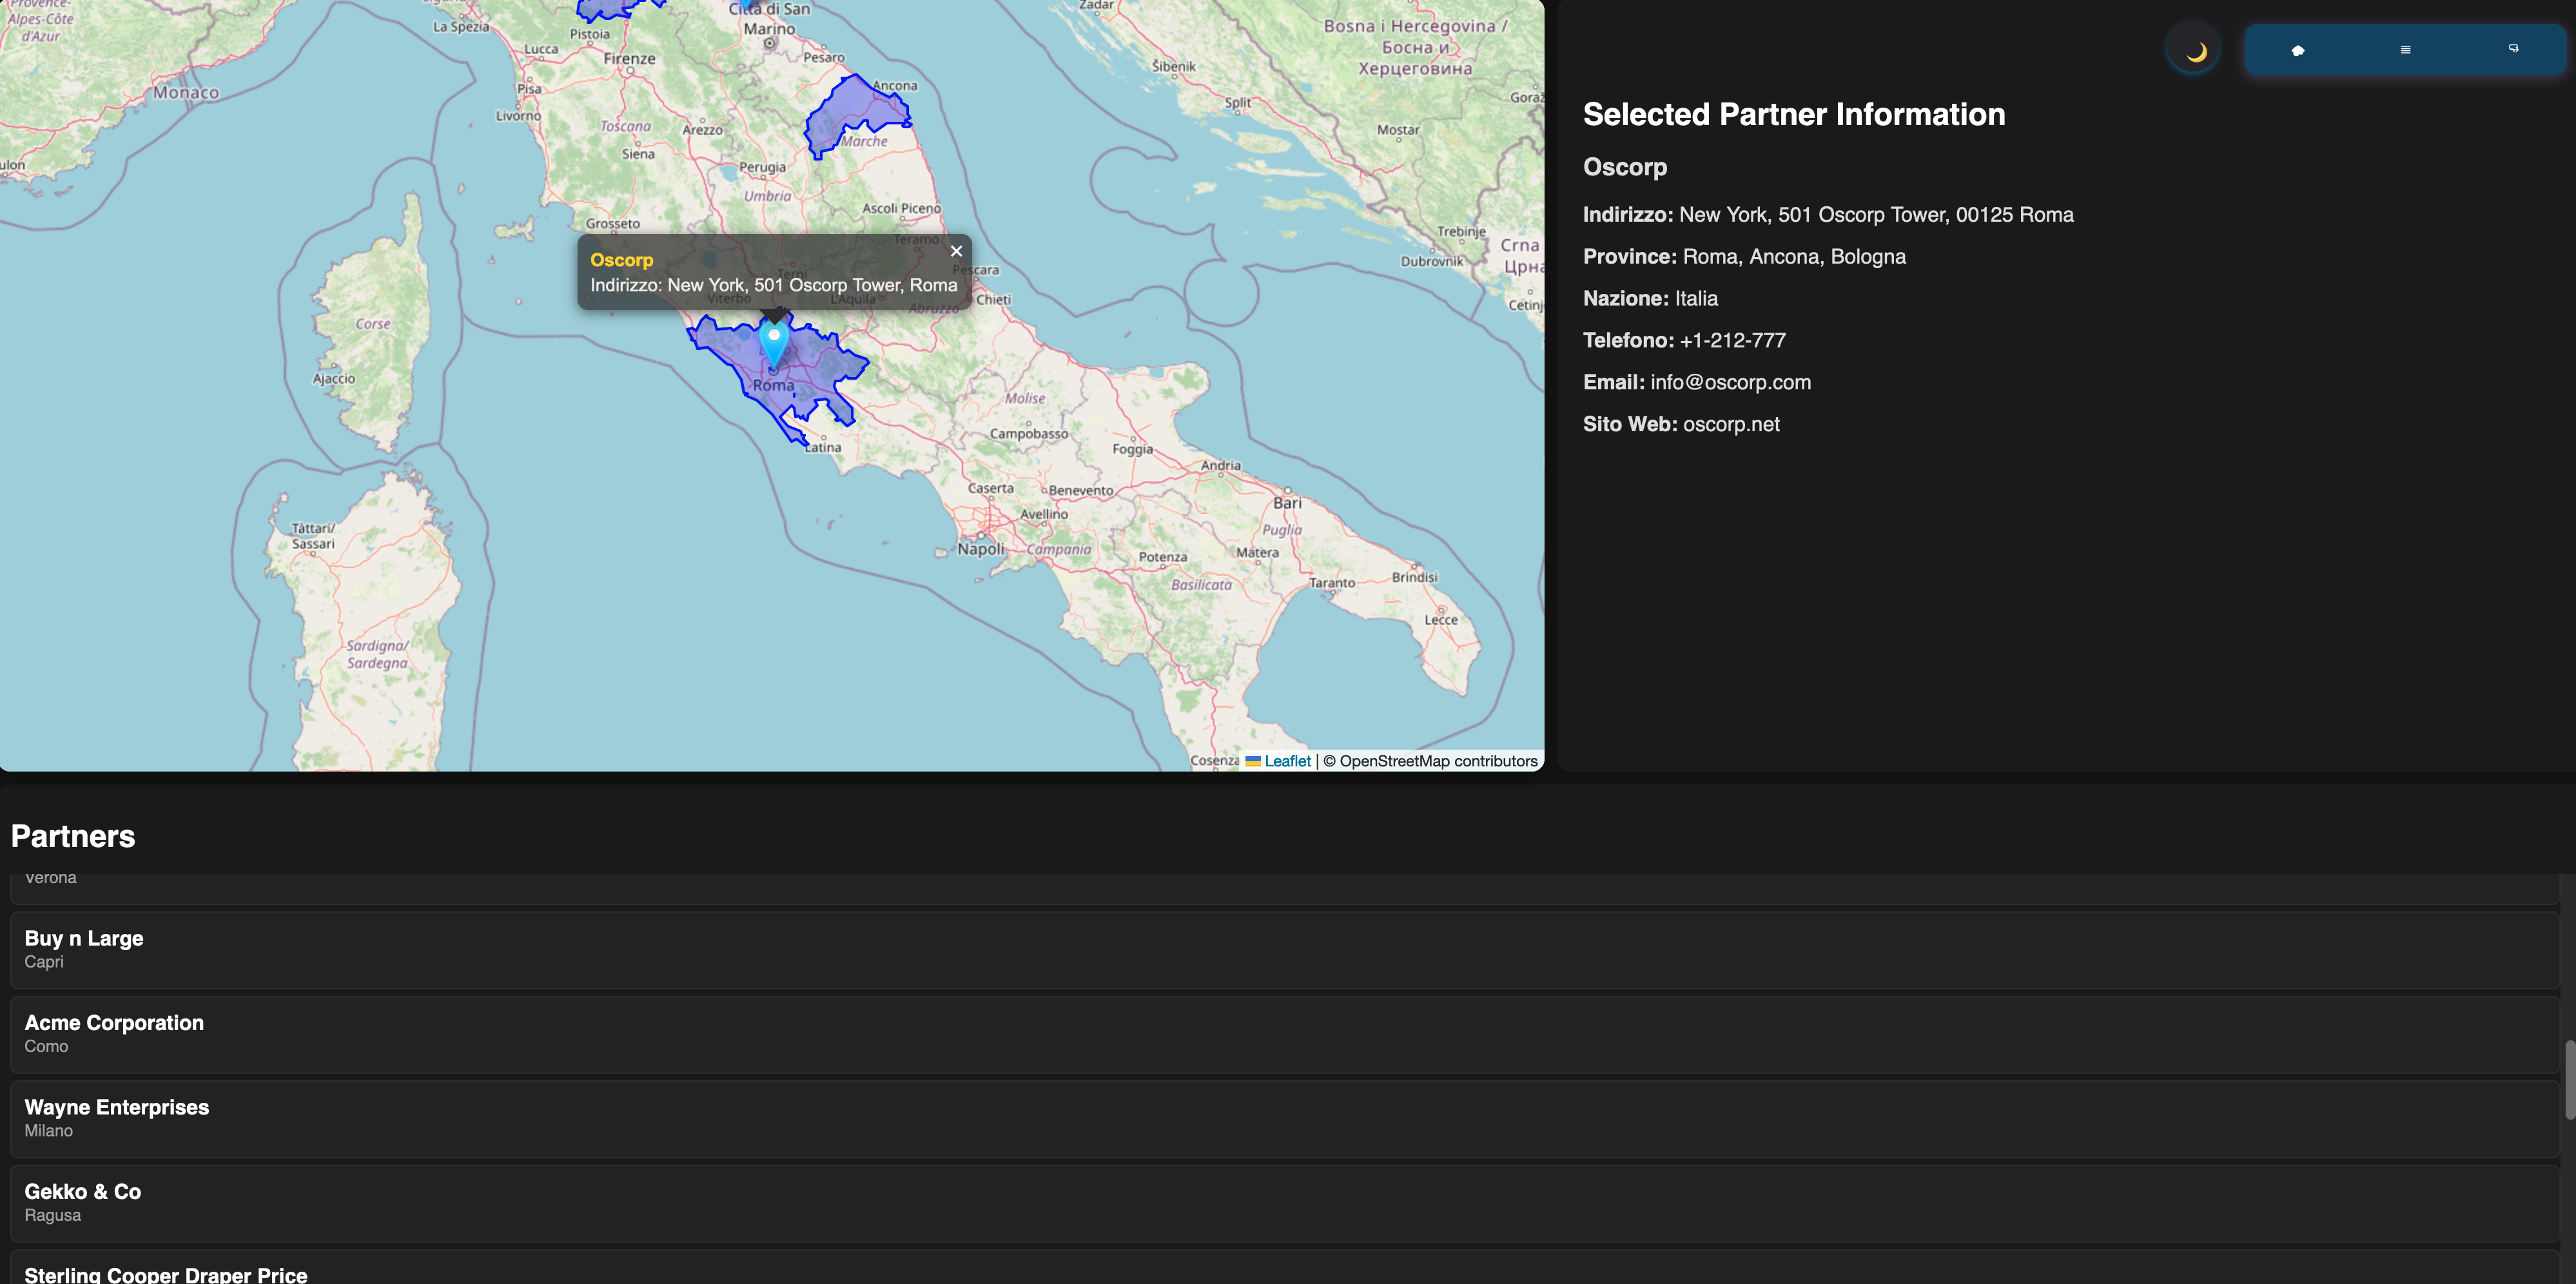 Provence-
Alpes-Côte
d'Azur
Monaco
La Spezia
Pistoia
Lucca
Firenze
Pisa
Livorno
Toscana
Arezzo
Siena
Perugia
Umbria
Grosseto
Città di San
Marino
Pesaro
Ancona
Marche
Ascoli Piceno
Teramo
Pescara
Chieti
Terni
Viterbo
L'Aquila
Abruzzo
Zadar
Šibenik
Split
Bosna i Hercegovina /
Босна и
Херцеговина
Mostar
Trebinje
Dubrovnik
Crna
Oscorp
Indirizzo: New York, 501 Oscorp Tower, Roma
Corse
Ajaccio
Roma
Latina
Molise
Campobasso
Foggia
Andria
Caserta
Benevento
Avellino
Napoli
Campania
Bari
Puglia
Potenza
Matera
Basilicata
Taranto
Brindisi
Lecce
Cosenza
Tàttari/
Sassari
Sardigna/
Sardegna
Leaflet | © OpenStreetMap contributors
Selected Partner Information
Oscorp
Indirizzo: New York, 501 Oscorp Tower, 00125 Roma
Province: Roma, Ancona, Bologna
Nazione: Italia
Telefono: +1-212-777
Email: info@oscorp.com
Sito Web: oscorp.net
Partners
Verona
Buy n Large
Capri
Acme Corporation
Como
Wayne Enterprises
Milano
Gekko & Co
Ragusa
Sterling Cooper Draper Price